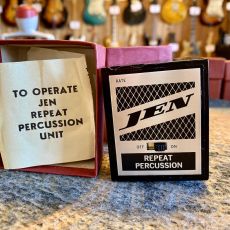 TO OPERATE
JEN
REPEAT
PERCUSSION
UNIT
RATE
JEN
OFF ON
REPEAT
PERCUSSION